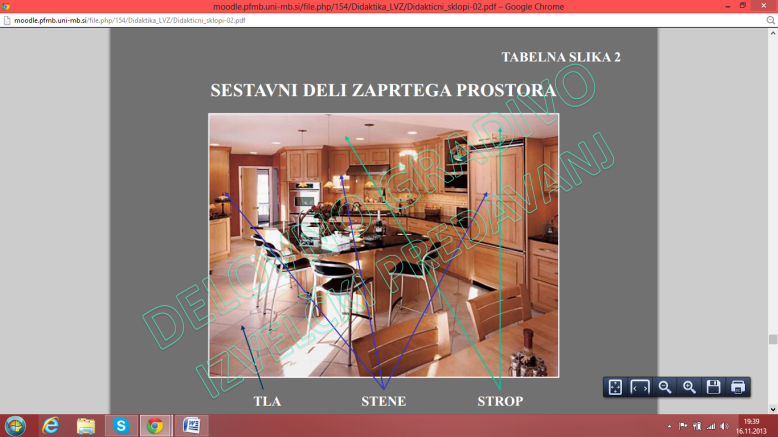 moodle.pfmb.uni-mb.si/file.php/154/Didaktika_LVZ/Didakticni_sklopi-02.pdf – Google Chrome
moodle.pfmb.uni-mb.si/file.php/154/Didaktika_LVZ/Didakticni_sklopi-02.pdf
TABELNA SLIKA 2
SESTAVNI DELI ZAPRTEGA PROSTORA
DELOVNO GRADIVO
IZVEČKI PREDAVANJ
TLA
STENE
STROP
19:39
16.11.2013